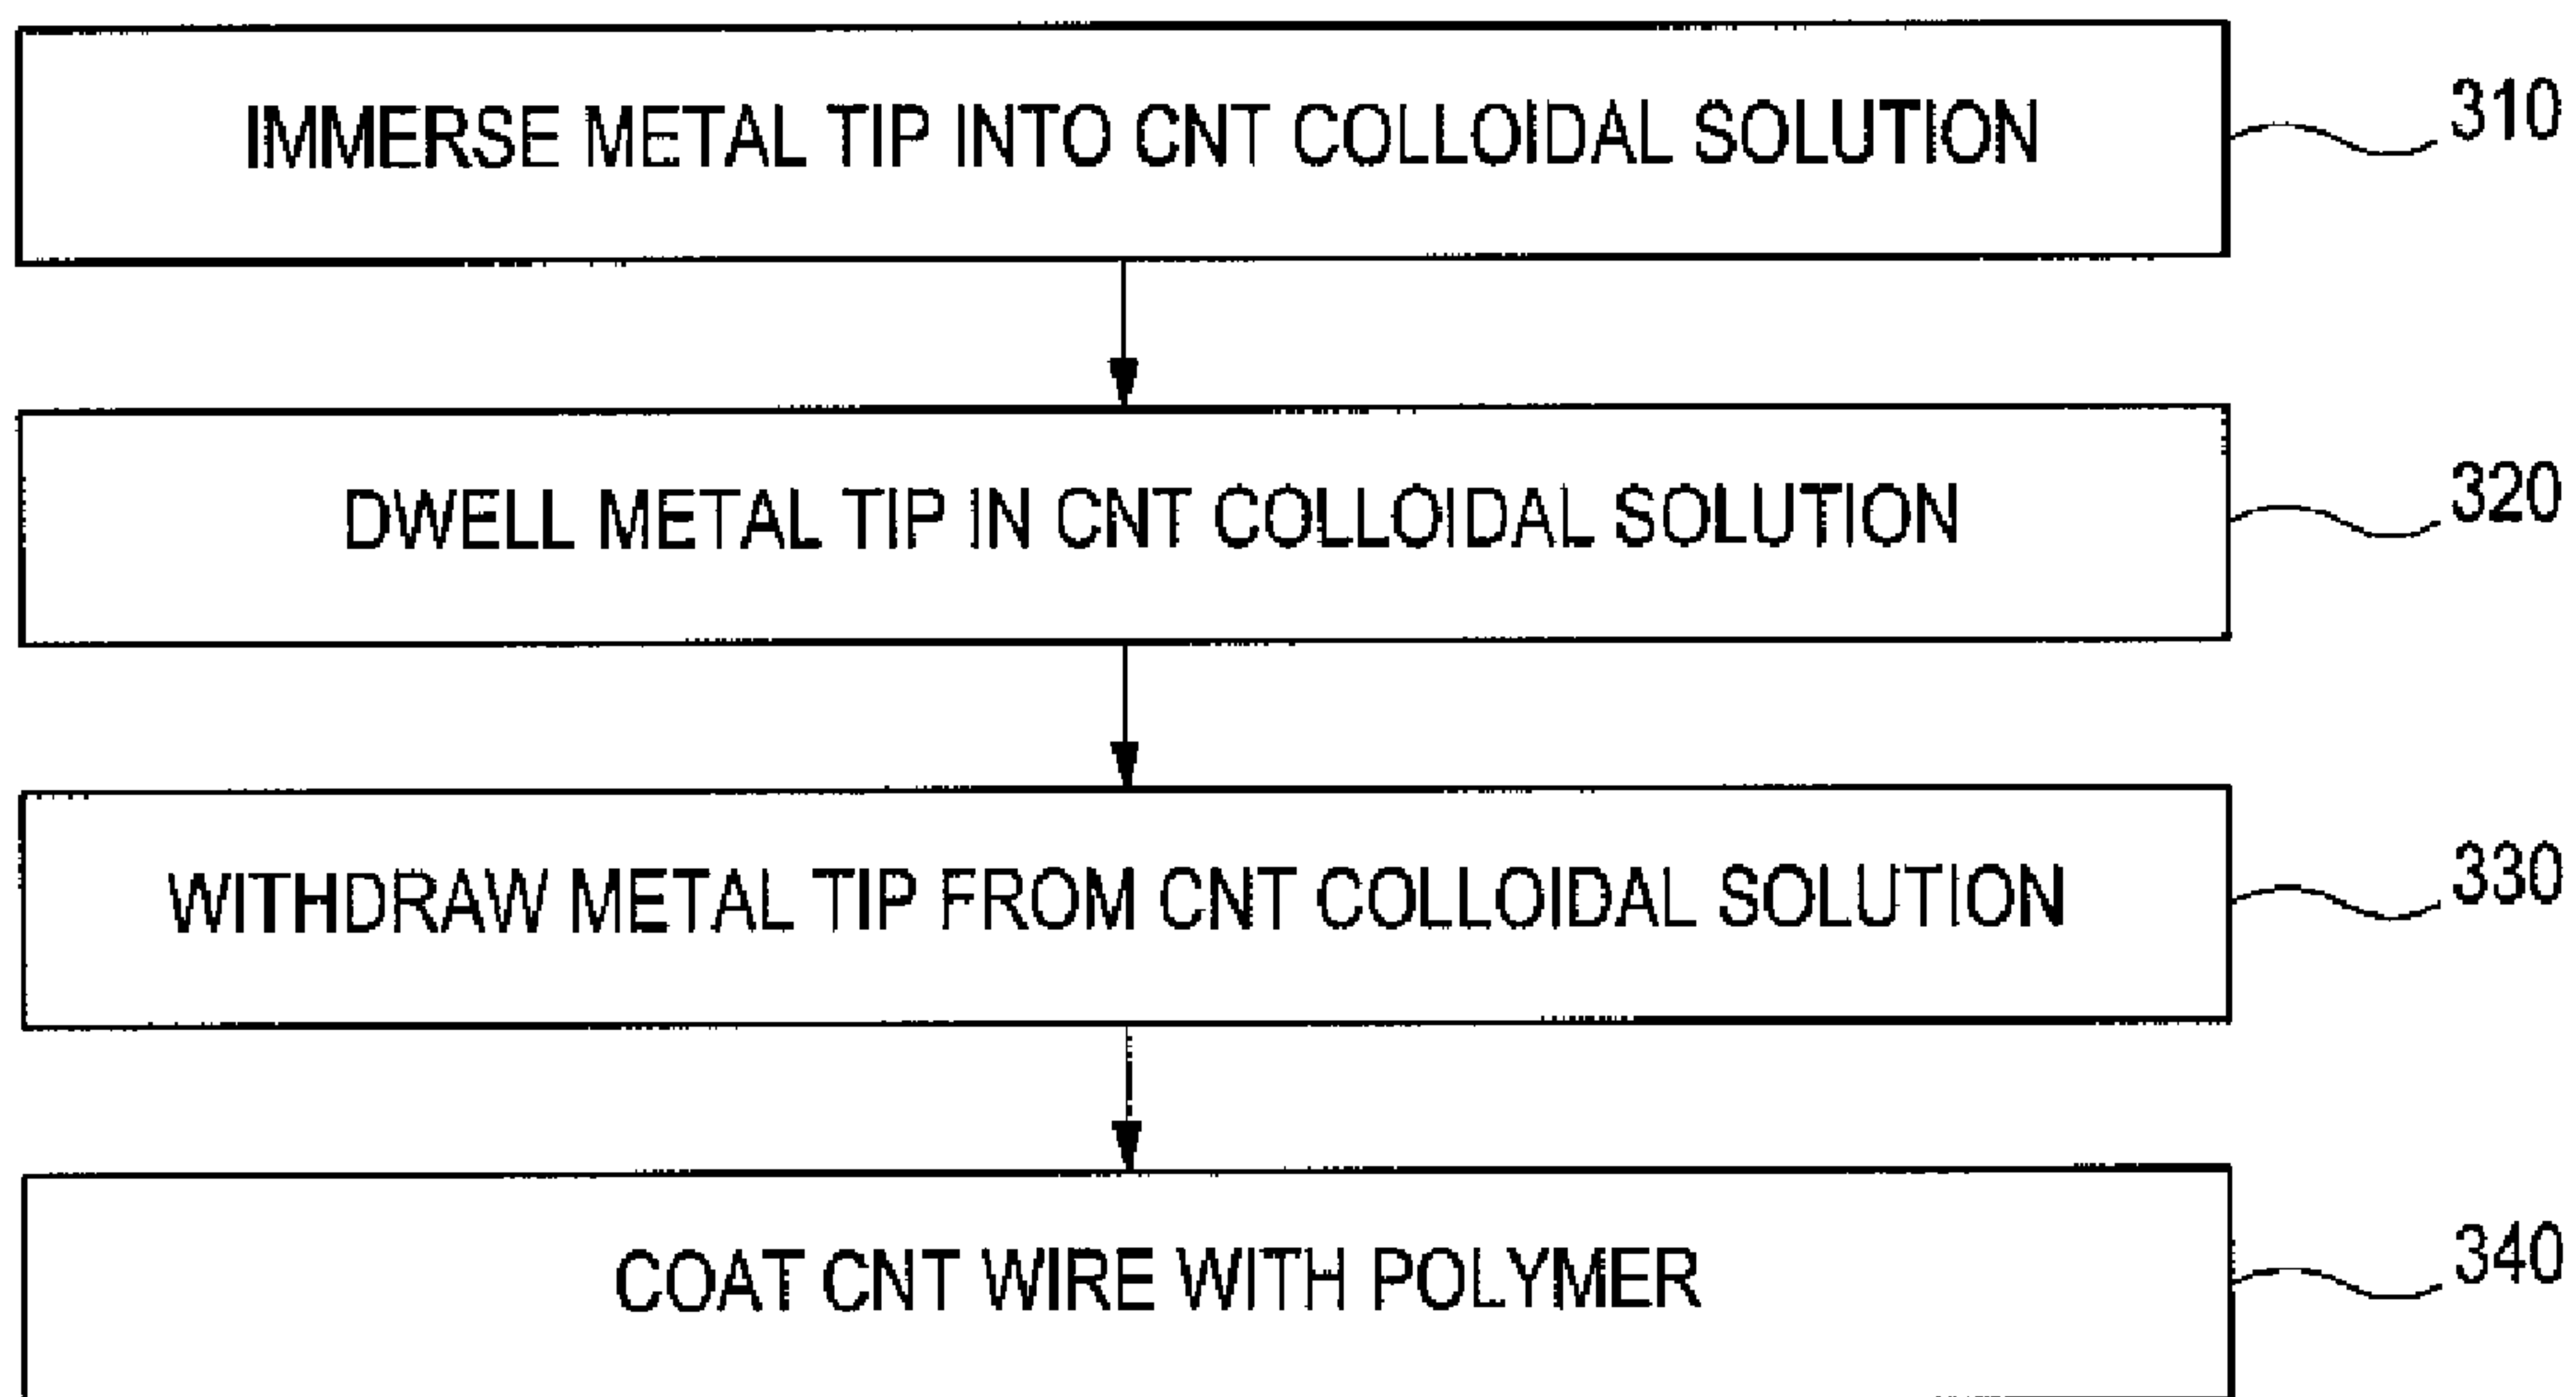 IMMERSE METAL TIP INTO CNT COLLOIDAL SOLUTION 310
DWELL METAL TIP IN CNT COLLOIDAL SOLUTION 320
WITHDRAW METAL TIP FROM CNT COLLOIDAL SOLUTION 330
COAT CNT WIRE WITH POLYMER 340